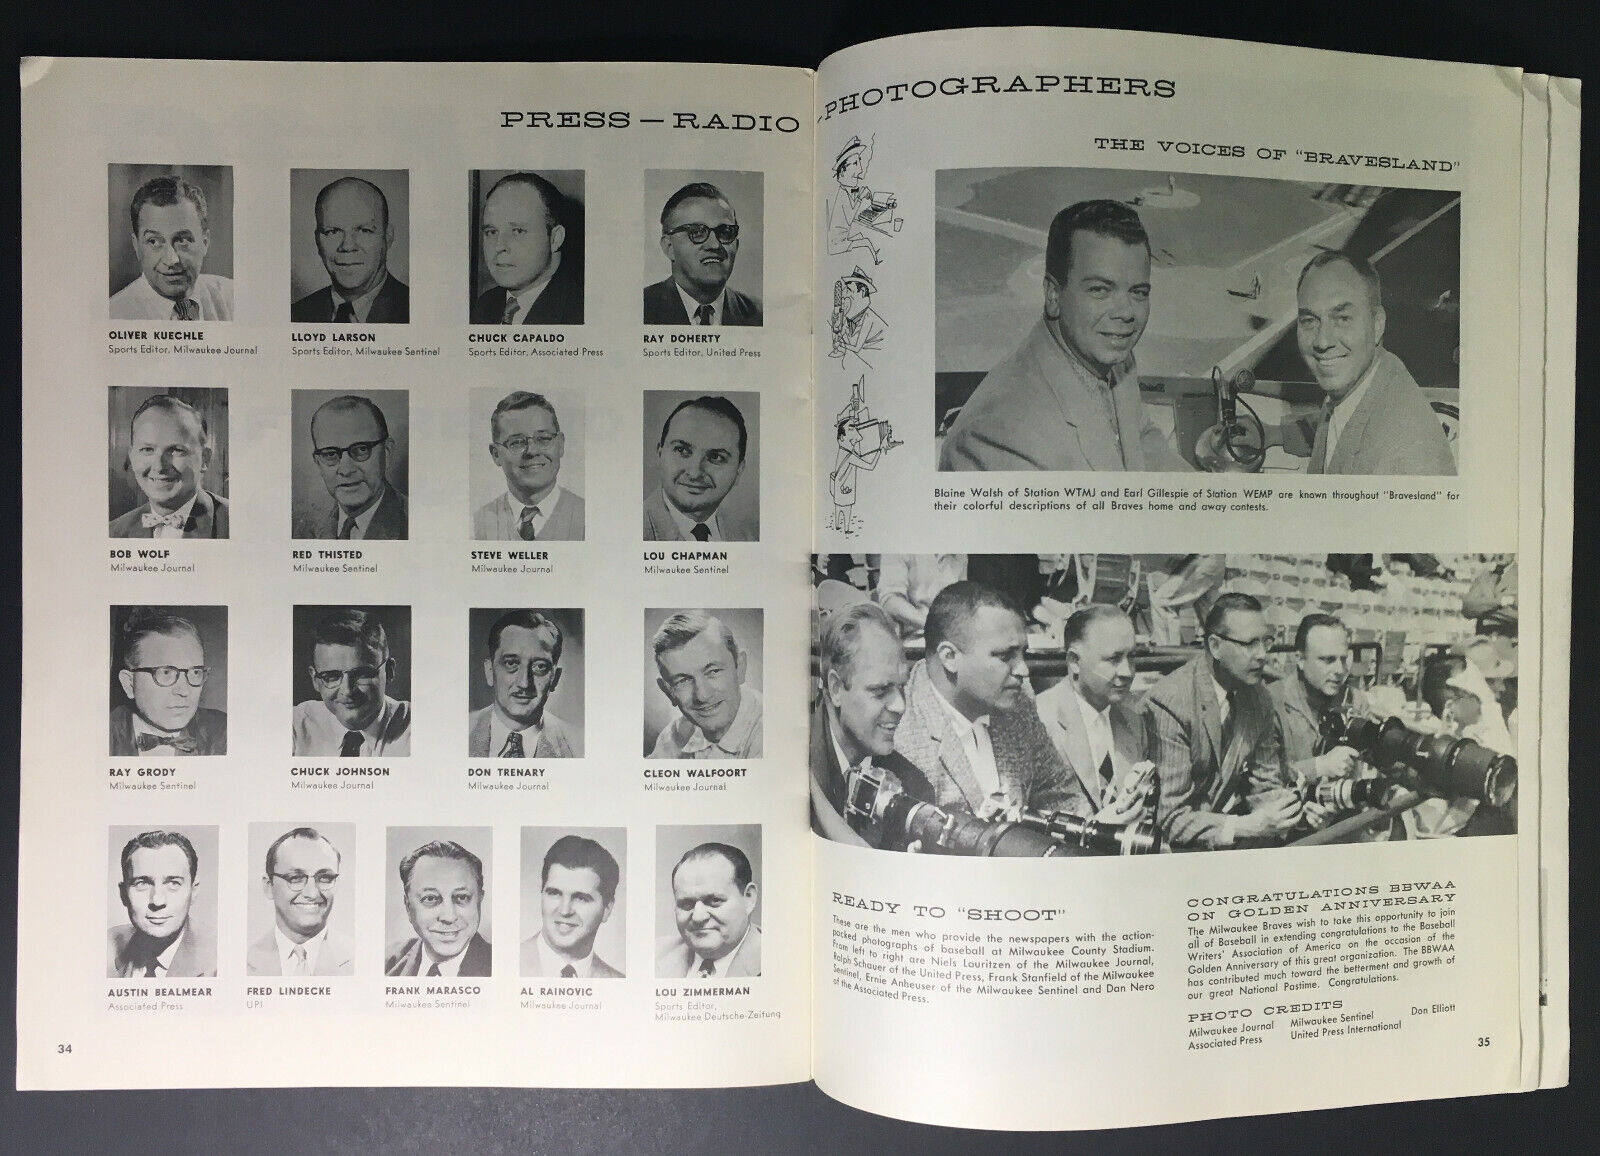 PRESS — RADIO
OLIVER KUECHLE
Sports Editor, Milwaukee Journal
LLOYD LARSON
Sports Editor, Milwaukee Sentinel
CHUCK CAPALDO
Sports Editor, Associated Press
RAY DOHERTY
Sports Editor, United Press
BOB WOLF
Milwaukee Journal
RED THISTED
Milwaukee Sentinel
STEVE WELLER
Milwaukee Journal
LOU CHAPMAN
Milwaukee Sentinel
RAY GRODY
Milwaukee Sentinel
CHUCK JOHNSON
Milwaukee Journal
DON TRENARY
Milwaukee Journal
CLEON WALFOORT
Milwaukee Journal
AUSTIN BEALMEAR
Associated Press
FRED LINDECKE
UPI
FRANK MARASCO
Milwaukee Sentinel
AL RAINOVIC
Milwaukee Journal
LOU ZIMMERMAN
Sports Editor,
Milwaukee Deutsche-Zeitung
34
-PHOTOGRAPHERS
THE VOICES OF "BRAVESLAND"
Blaine Walsh of Station WTMJ and Earl Gillespie of Station WEMP are known throughout "Bravesland" for
their colorful descriptions of all Braves home and away contests.
READY TO "SHOOT"
These are the men who provide the newspapers with the action-
packed photographs of baseball at Milwaukee County Stadium.
From left to right are Niels Lauritzen of the Milwaukee Journal,
Ralph Schauer of the United Press, Frank Stanfield of the Milwaukee
Sentinel, Ernie Anheuser of the Milwaukee Sentinel and Dan Nero
of the Associated Press.
CONGRATULATIONS BBWAA
ON GOLDEN ANNIVERSARY
The Milwaukee Braves wish to take this opportunity to join
all of Baseball in extending congratulations to the Baseball
Writers' Association of America on the occasion of the
Golden Anniversary of this great organization. The BBWAA
has contributed much toward the betterment and growth of
our great National Pastime. Congratulations.
PHOTO CREDITS
Milwaukee Journal Milwaukee Sentinel Don Elliott
Associated Press United Press International
35